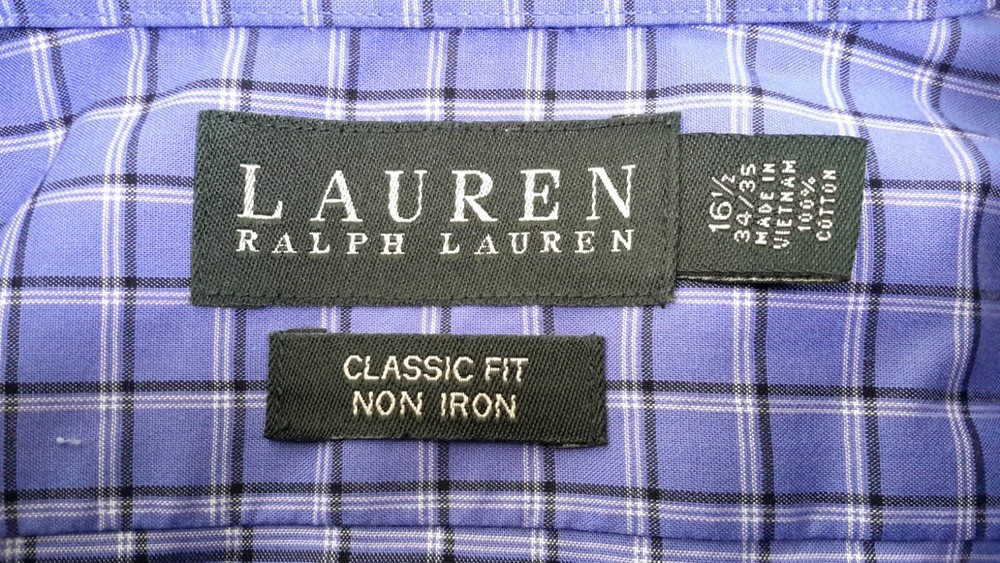 LAUREN
RALPH LAUREN
16½
34/35
MADE IN
VIETNAM
100%
COTTON
CLASSIC FIT
NON IRON